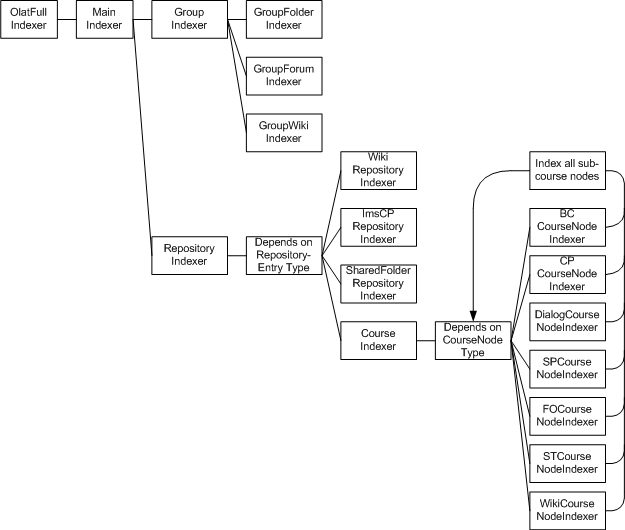 OlatFull
Indexer
Main
Indexer
Group
Indexer
GroupFolder
Indexer
GroupForum
Indexer
GroupWiki
Indexer
Wiki
Repository
Indexer
Index all sub-
course nodes
ImsCP
Repository
Indexer
BC
CourseNode
Indexer
Repository
Indexer
Depends on
Repository-
Entry Type
SharedFolder
Repository
Indexer
CP
CourseNode
Indexer
Course
Indexer
Depends on
CourseNode
Type
DialogCourse
NodeIndexer
SPCourse
NodeIndexer
FOCourse
NodeIndexer
STCourse
NodeIndexer
WikiCourse
NodeIndexer